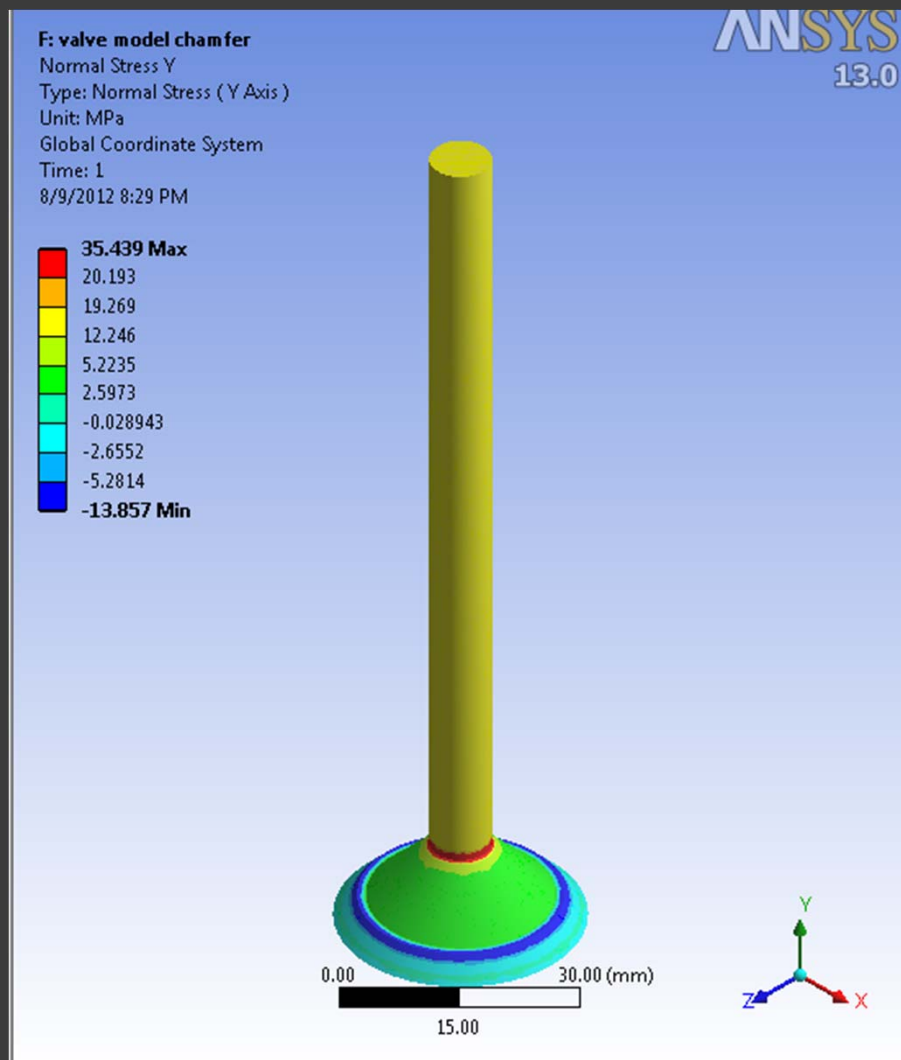 F: valve model chamfer
Normal Stress Y
Type: Normal Stress ( Y Axis )
Unit: MPa
Global Coordinate System
Time: 1
8/9/2012 8:29 PM
ANSYS
13.0
35.439 Max
20.193
19.269
12.246
5.2235
2.5973
-0.028943
-2.6552
-5.2814
-13.857 Min
0.00
30.00 (mm)
15.00
Y
Z
X